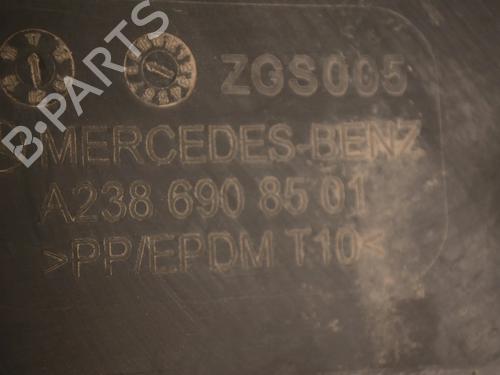 ZGS005
MERCEDES-BENZ
A238 690 85 01
>PP/EPDM T10<
B-PARTS